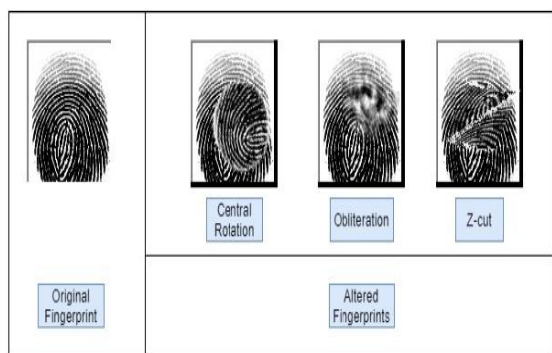 Central
Rotation
Obliteration
Z-cut
Original
Fingerprint
Altered
Fingerprints